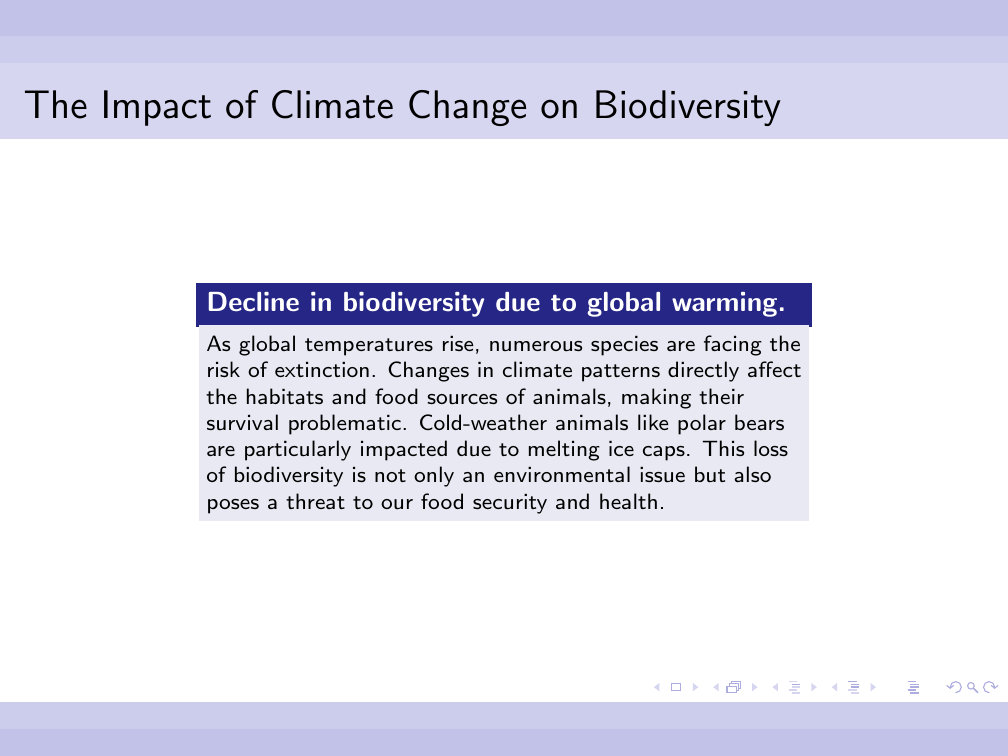 The Impact of Climate Change on Biodiversity
Decline in biodiversity due to global warming.
As global temperatures rise, numerous species are facing the
risk of extinction. Changes in climate patterns directly affect
the habitats and food sources of animals, making their
survival problematic. Cold-weather animals like polar bears
are particularly impacted due to melting ice caps. This loss
of biodiversity is not only an environmental issue but also
poses a threat to our food security and health.